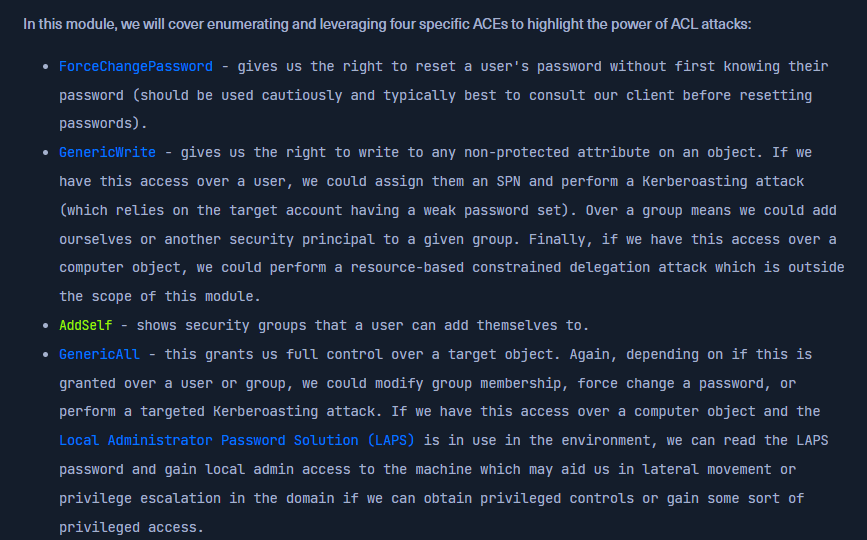 In this module, we will cover enumerating and leveraging four specific ACEs to highlight the power of ACL attacks:
• ForceChangePassword - gives us the right to reset a user's password without first knowing their
password (should be used cautiously and typically best to consult our client before resetting
passwords).
• GenericWrite - gives us the right to write to any non-protected attribute on an object. If we
have this access over a user, we could assign them an SPN and perform a Kerberoasting attack
(which relies on the target account having a weak password set). Over a group means we could add
ourselves or another security principal to a given group. Finally, if we have this access over a
computer object, we could perform a resource-based constrained delegation attack which is outside
the scope of this module.
• AddSelf - shows security groups that a user can add themselves to.
• GenericAll - this grants us full control over a target object. Again, depending on if this is
granted over a user or group, we could modify group membership, force change a password, or
perform a targeted Kerberoasting attack. If we have this access over a computer object and the
Local Administrator Password Solution (LAPS) is in use in the environment, we can read the LAPS
password and gain local admin access to the machine which may aid us in lateral movement or
privilege escalation in the domain if we can obtain privileged controls or gain some sort of
privileged access.